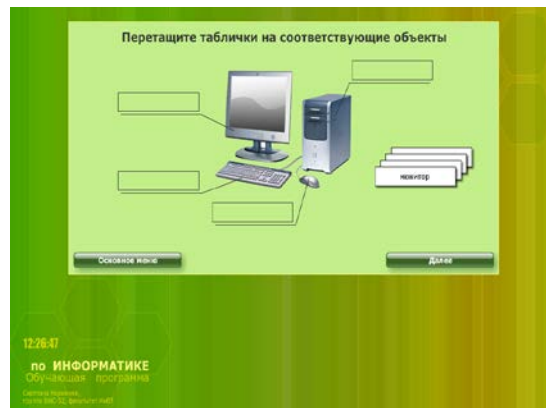 Перетащите таблички на соответствующие объекты
монитор
Основное меню
Далее
12:26:47
по ИНФОРМАТИКЕ
Обучающая программа